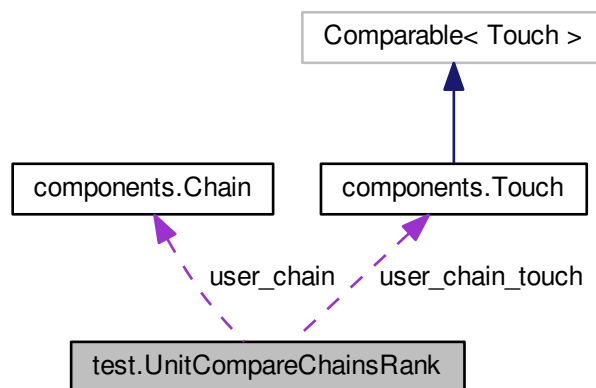 Comparable< Touch >
components.Chain
components.Touch
user_chain
user_chain_touch
test.UnitCompareChainsRank